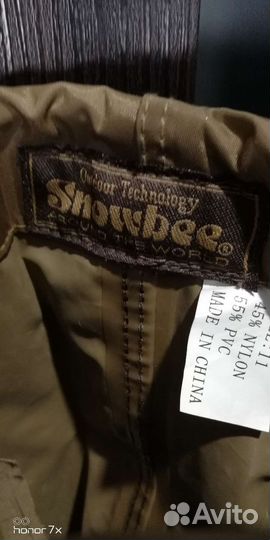 Outdoor Technology
Snowbee®
AROUND THE WORLD
45% NYLON
55% PVC
MADE IN CHINA
honor 7x
Avito